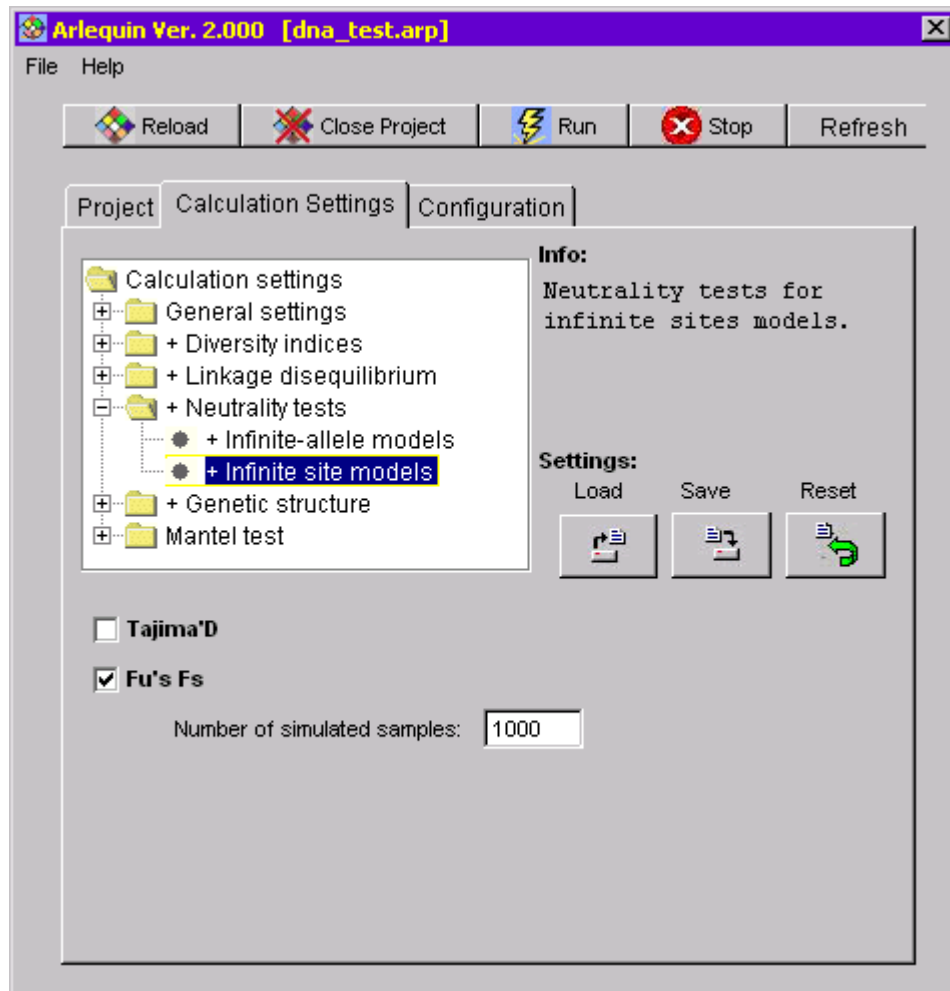 Arlequin Ver. 2.000 [dna_test.arp]
File Help
Reload Close Project Run Stop Refresh
Project Calculation Settings Configuration
Calculation settings
General settings
+ Diversity indices
+ Linkage disequilibrium
+ Neutrality tests
+ Infinite-allele models
+ Infinite site models
+ Genetic structure
Mantel test
Info:
Neutrality tests for
infinite sites models.
Settings:
Load Save Reset
Tajima'D
Fu's Fs
Number of simulated samples: 1000